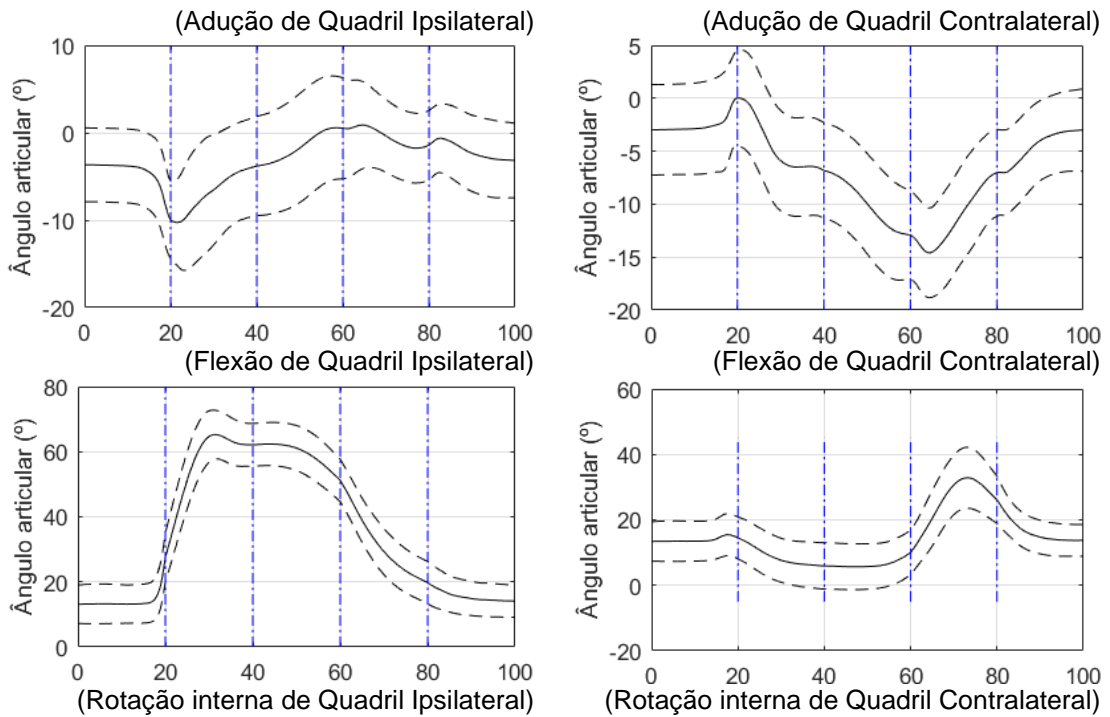 (Adução de Quadril Ipsilateral)
(Adução de Quadril Contralateral)
Ângulo articular (º)
10
0
-10
-20
0 20 40 60 80 100
Ângulo articular (º)
5
0
-5
-10
-15
-20
0 20 40 60 80 100
(Flexão de Quadril Ipsilateral)
(Flexão de Quadril Contralateral)
Ângulo articular (º)
80
60
40
20
0
0 20 40 60 80 100
Ângulo articular (º)
60
40
20
0
-20
0 20 40 60 80 100
(Rotação interna de Quadril Ipsilateral)
(Rotação interna de Quadril Contralateral)